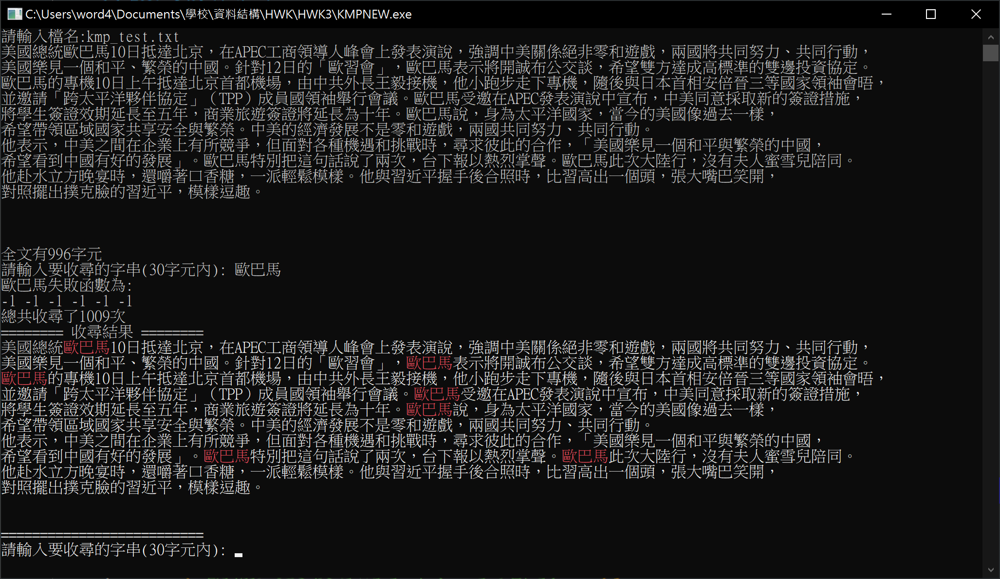 C:\Users\word4\Documents\學校\資料結構\HWK\HWK3\KMPNEW.exe
請輸入檔名:kmp_test.txt
美國總統歐巴馬10日抵達北京，在APEC工商領導人峰會上發表演說，強調中美關係絕非零和遊戲，兩國將共同努力、共同行動，
美國樂見一個和平、繁榮的中國。針對12日的「歐習會」，歐巴馬表示將開誠布公交談，希望雙方達成高標準的雙邊投資協定。
歐巴馬的專機10日上午抵達北京首都機場，由中共外長王毅接機，他小跑步走下專機，隨後與日本首相安倍晉三等國家領袖會晤，
並邀請「跨太平洋夥伴協定」（TPP）成員國領袖舉行會議。歐巴馬受邀在APEC發表演說中宣布，中美同意採取新的簽證措施，
將學生簽證效期延長至五年，商業旅遊簽證將延長為十年。歐巴馬說，身為太平洋國家，當今的美國像過去一樣，
希望帶領區域國家共享安全與繁榮。中美的經濟發展不是零和遊戲，兩國共同努力、共同行動。
他表示，中美之間在企業上有所競爭，但面對各種機遇和挑戰時，尋求彼此的合作，「美國樂見一個和平與繁榮的中國，
希望看到中國有好的發展」。歐巴馬特別把這句話說了兩次，台下報以熱烈掌聲。歐巴馬此次大陸行，沒有夫人蜜雪兒陪同。
他赴水立方晚宴時，還嚼著口香糖，一派輕鬆模樣。他與習近平握手後合照時，比習高出一個頭，張大嘴巴笑開，
對照擺出撲克臉的習近平，模樣逗趣。
全文有996字元
請輸入要收尋的字串(30字元內): 歐巴馬
歐巴馬失敗函數為:
-1 -1 -1 -1 -1 -1
總共收尋了1009次
======== 收尋結果 ========
美國總統歐巴馬10日抵達北京，在APEC工商領導人峰會上發表演說，強調中美關係絕非零和遊戲，兩國將共同努力、共同行動，
美國樂見一個和平、繁榮的中國。針對12日的「歐習會」，歐巴馬表示將開誠布公交談，希望雙方達成高標準的雙邊投資協定。
歐巴馬的專機10日上午抵達北京首都機場，由中共外長王毅接機，他小跑步走下專機，隨後與日本首相安倍晉三等國家領袖會晤，
並邀請「跨太平洋夥伴協定」（TPP）成員國領袖舉行會議。歐巴馬受邀在APEC發表演說中宣布，中美同意採取新的簽證措施，
將學生簽證效期延長至五年，商業旅遊簽證將延長為十年。歐巴馬說，身為太平洋國家，當今的美國像過去一樣，
希望帶領區域國家共享安全與繁榮。中美的經濟發展不是零和遊戲，兩國共同努力、共同行動。
他表示，中美之間在企業上有所競爭，但面對各種機遇和挑戰時，尋求彼此的合作，「美國樂見一個和平與繁榮的中國，
希望看到中國有好的發展」。歐巴馬特別把這句話說了兩次，台下報以熱烈掌聲。歐巴馬此次大陸行，沒有夫人蜜雪兒陪同。
他赴水立方晚宴時，還嚼著口香糖，一派輕鬆模樣。他與習近平握手後合照時，比習高出一個頭，張大嘴巴笑開，
對照擺出撲克臉的習近平，模樣逗趣。
==========================
請輸入要收尋的字串(30字元內):